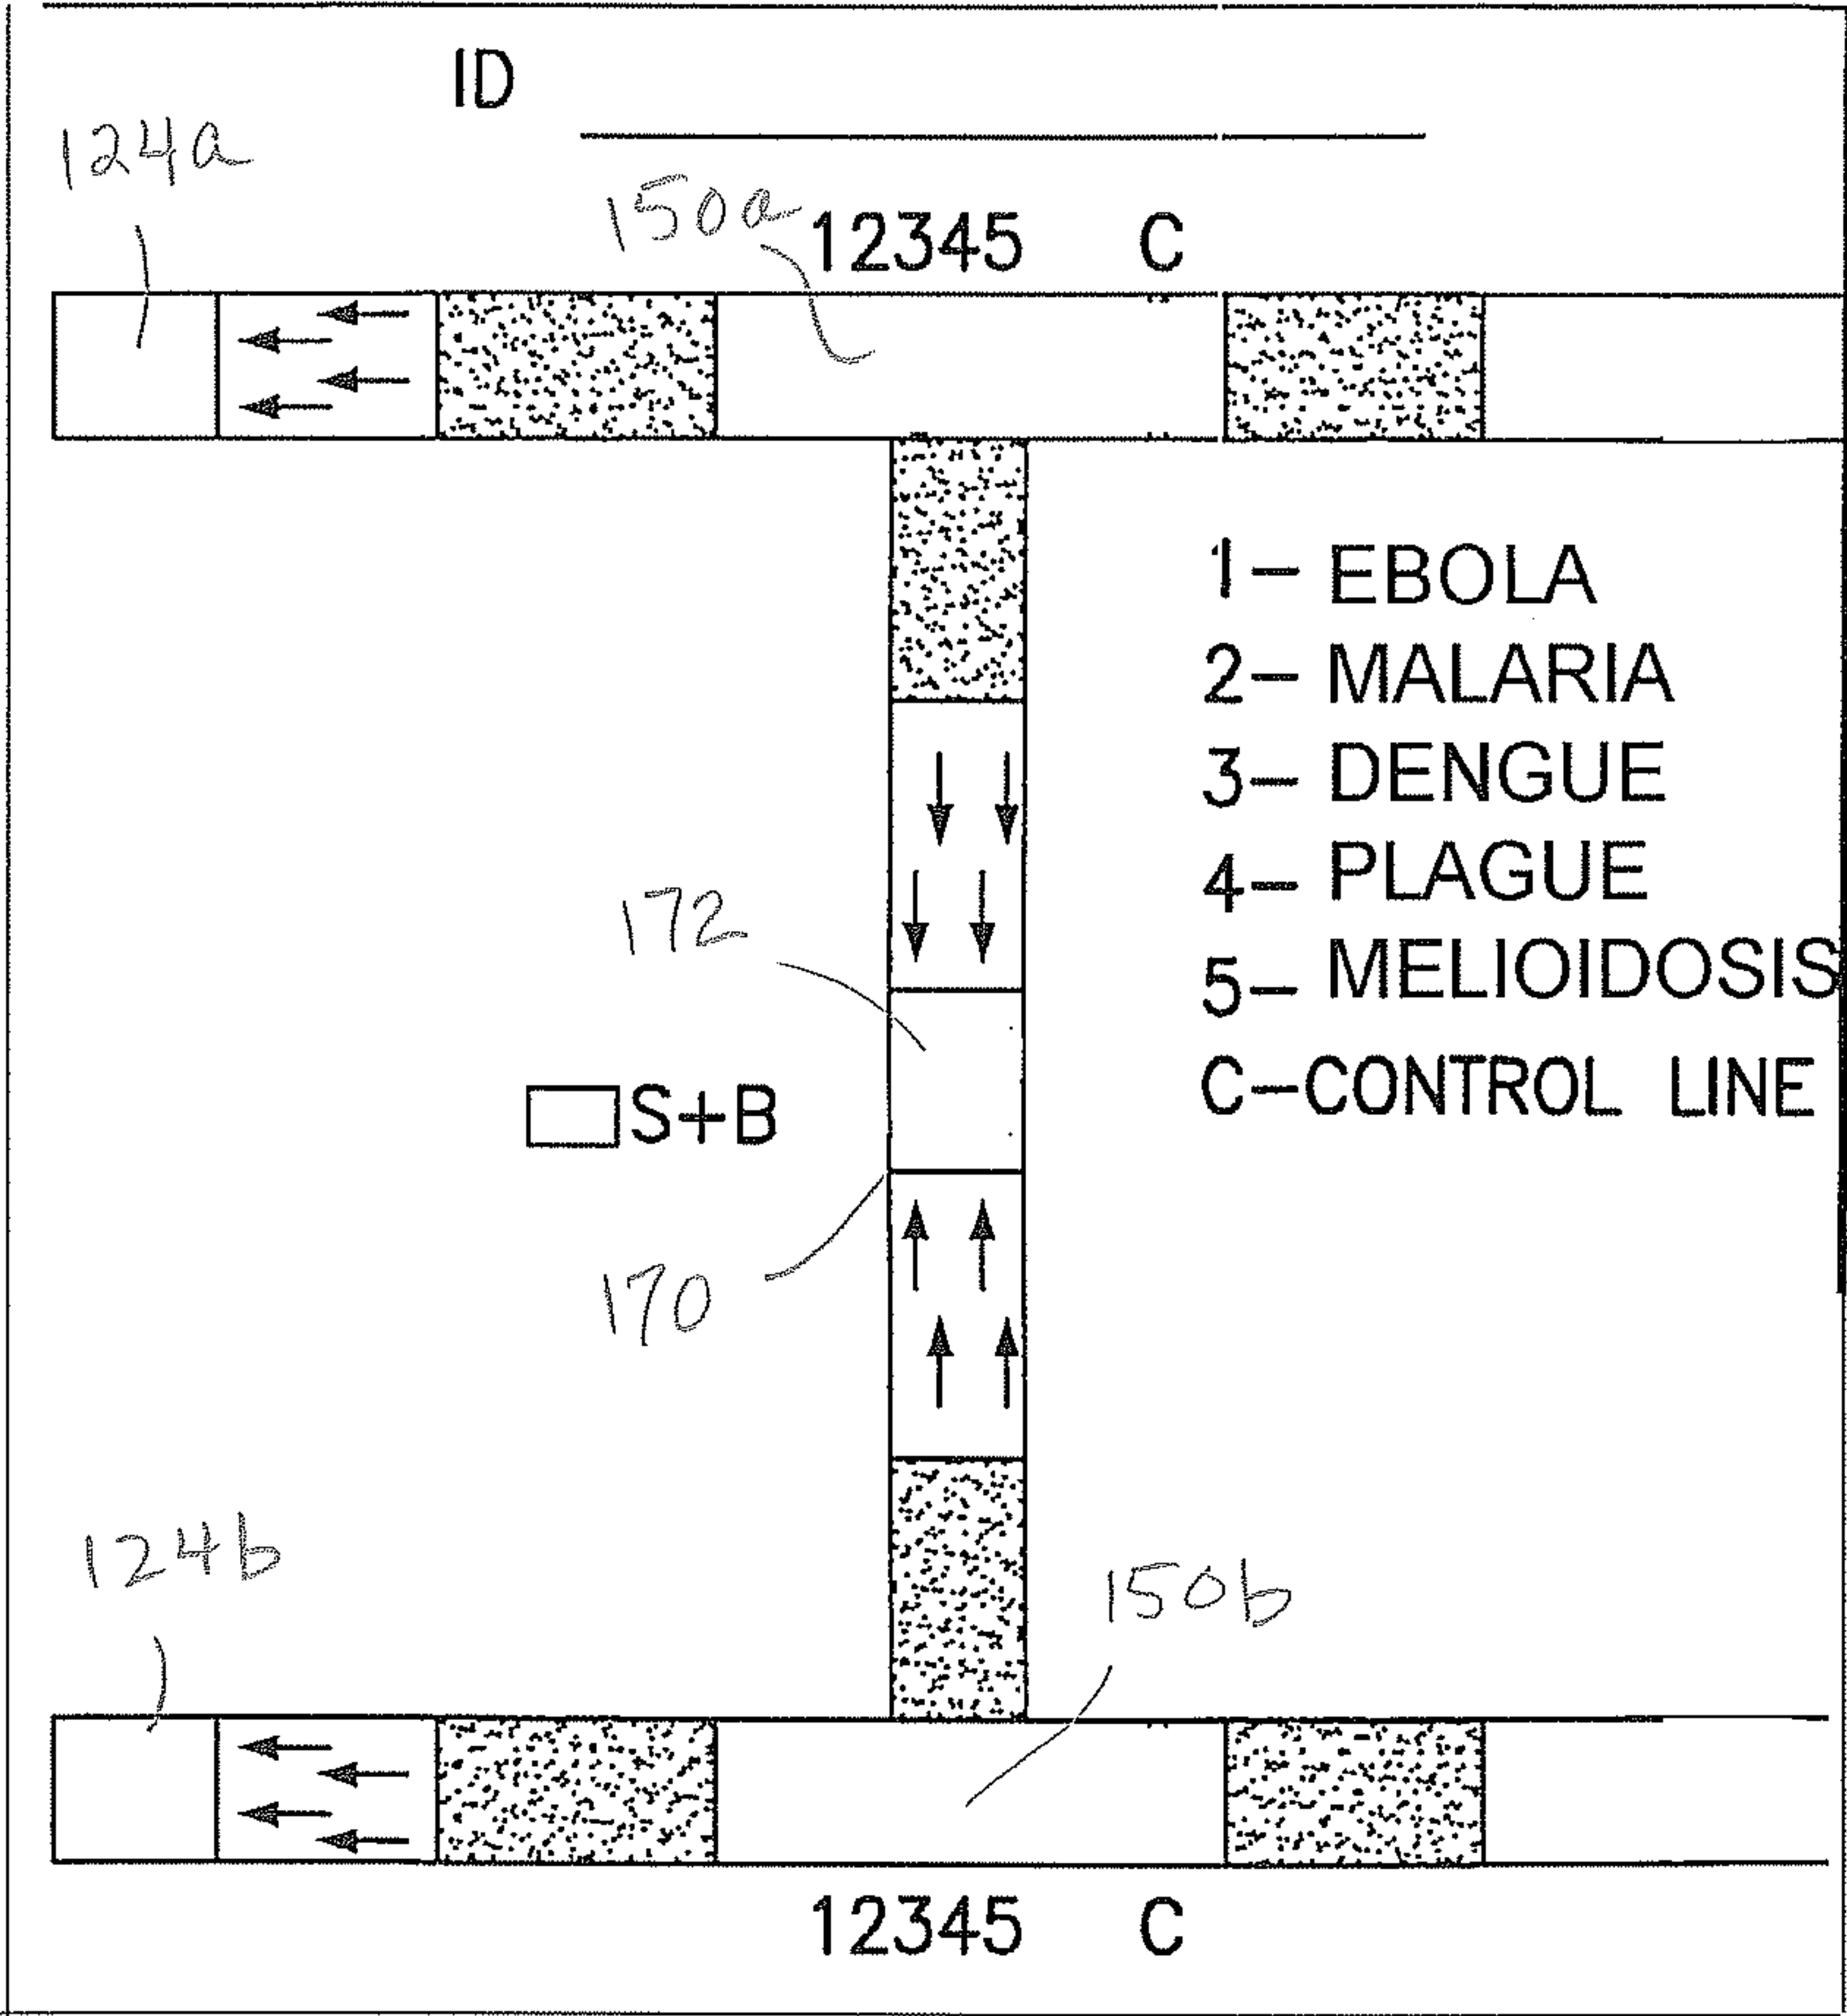 ID
124a
150a
12345 C
1- EBOLA
2- MALARIA
3- DENGUE
4- PLAGUE
172
5- MELIOIDOSIS
S+B
C-CONTROL LINE
170
124b
150b
12345 C